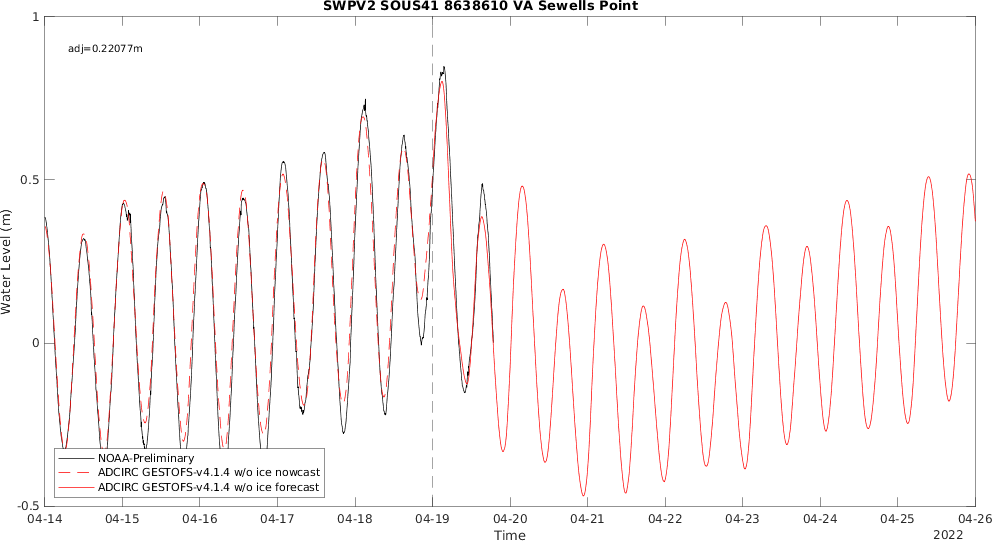 SWPV2 SOUS41 8638610 VA Sewells Point
adj=0.22077m
1
0.5
0
-0.5
Water Level (m)
NOAA-Preliminary
ADCIRC GESTOFS-v4.1.4 w/o ice nowcast
ADCIRC GESTOFS-v4.1.4 w/o ice forecast
04-14 04-15 04-16 04-17 04-18 04-19 04-20 04-21 04-22 04-23 04-24 04-25 04-26
Time
2022